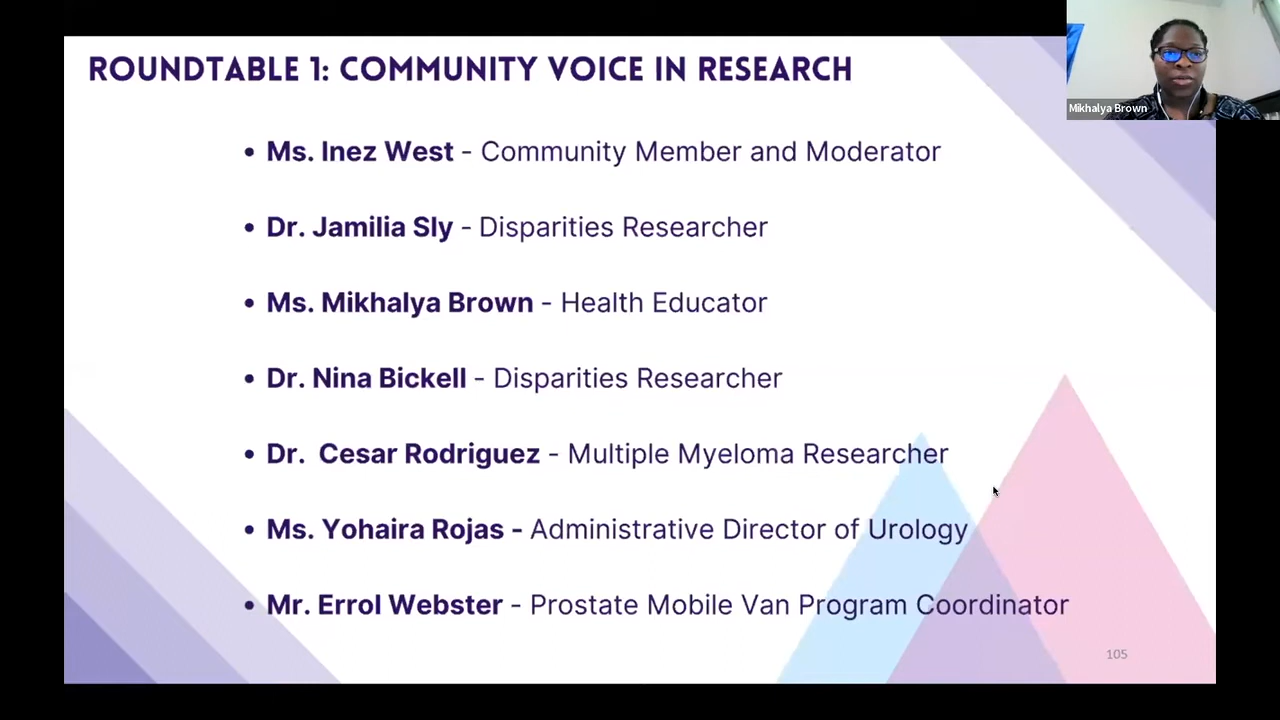 ROUNDTABLE 1: COMMUNITY VOICE IN RESEARCH
Mikhalya Brown
• Ms. Inez West - Community Member and Moderator
• Dr. Jamilia Sly - Disparities Researcher
• Ms. Mikhalya Brown - Health Educator
• Dr. Nina Bickell - Disparities Researcher
• Dr.  Cesar Rodriguez - Multiple Myeloma Researcher
• Ms. Yohaira Rojas - Administrative Director of Urology
• Mr. Errol Webster - Prostate Mobile Van Program Coordinator
105